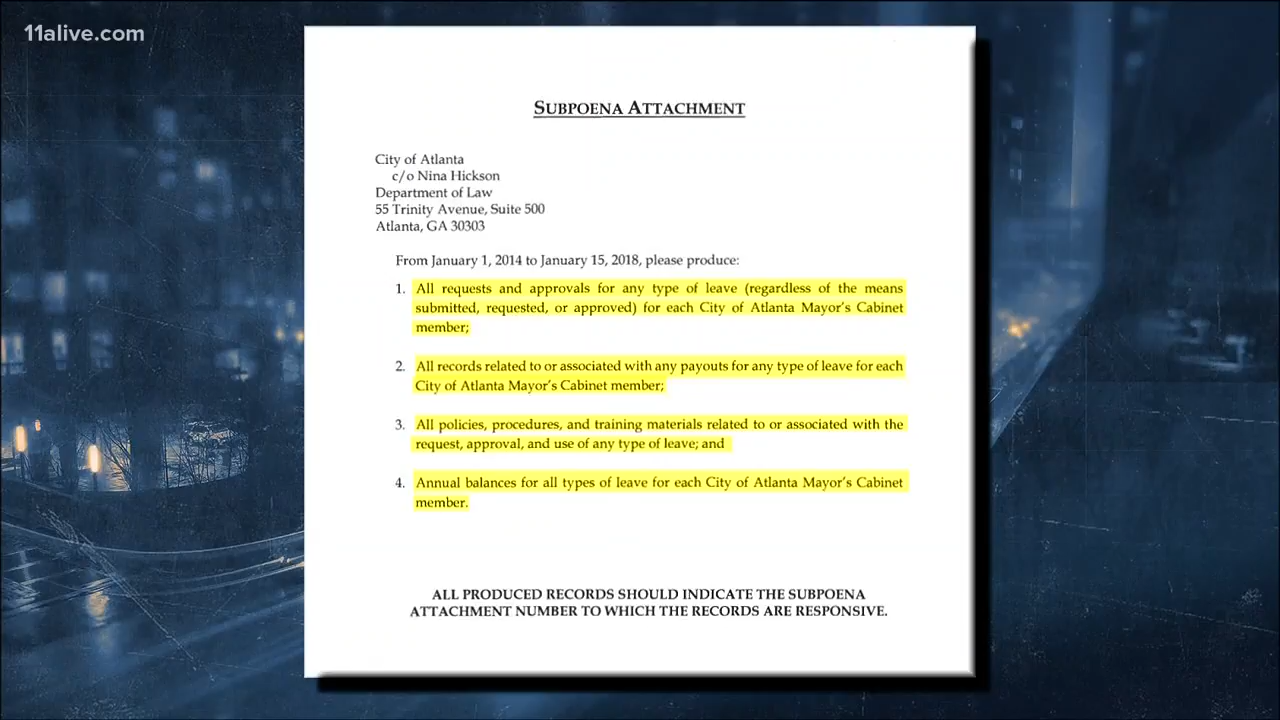 11alive.com
SUBPOENA ATTACHMENT
City of Atlanta
c/o Nina Hickson
Department of Law
55 Trinity Avenue, Suite 500
Atlanta, GA 30303
From January 1, 2014 to January 15, 2018, please produce:
1. All requests and approvals for any type of leave (regardless of the means
submitted, requested, or approved) for each City of Atlanta Mayor's Cabinet
member;
2. All records related to or associated with any payouts for any type of leave for each
City of Atlanta Mayor's Cabinet member;
3. All policies, procedures, and training materials related to or associated with the
request, approval, and use of any type of leave; and
4. Annual balances for all types of leave for each City of Atlanta Mayor's Cabinet
member.
ALL PRODUCED RECORDS SHOULD INDICATE THE SUBPOENA
ATTACHMENT NUMBER TO WHICH THE RECORDS ARE RESPONSIVE.